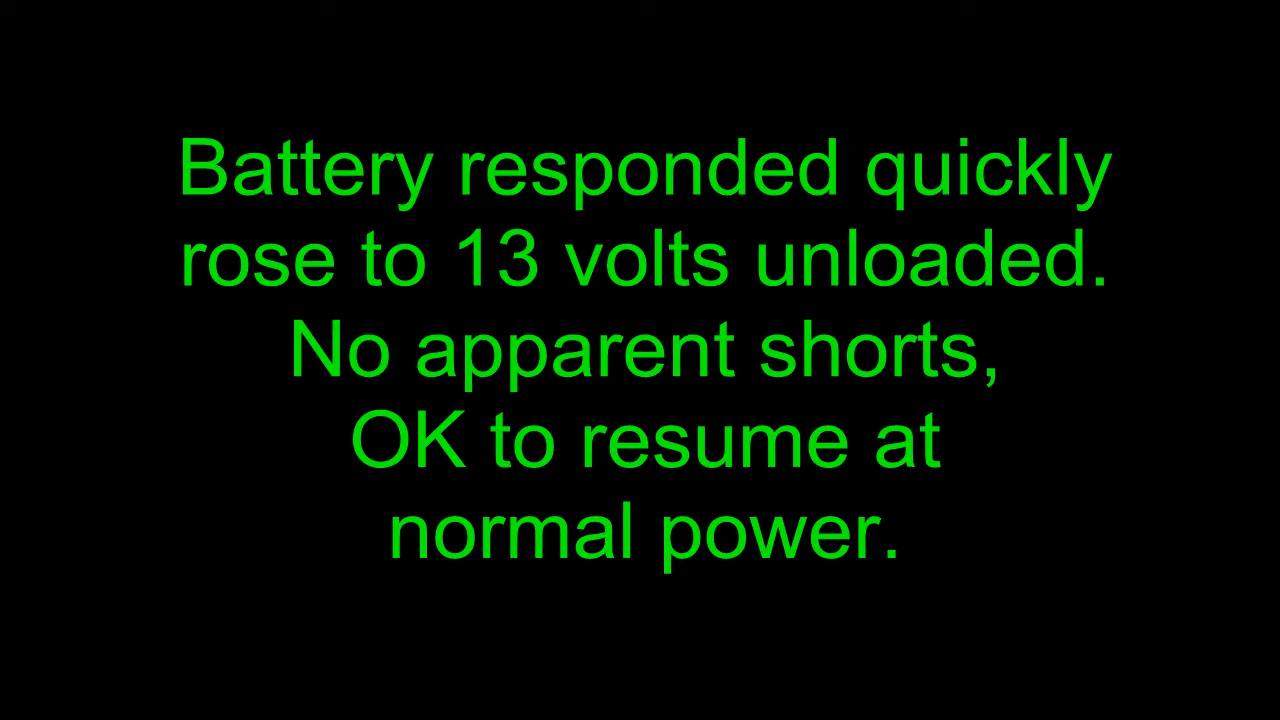 Battery responded quickly
rose to 13 volts unloaded.
No apparent shorts,
OK to resume at
normal power.